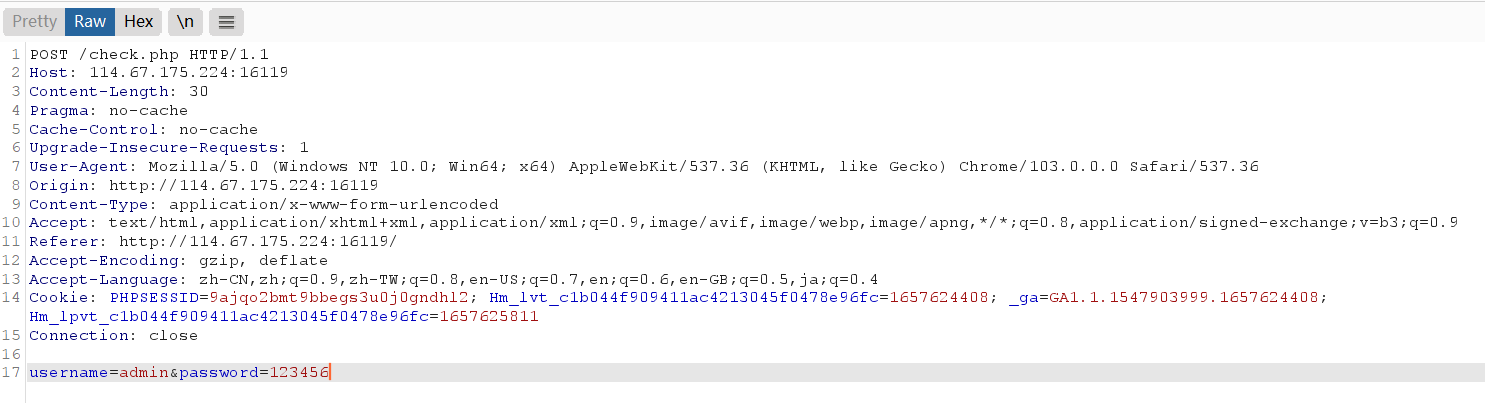 Pretty Raw Hex \n
1 POST /check.php HTTP/1.1
2 Host: 114.67.175.224:16119
3 Content-Length: 30
4 Pragma: no-cache
5 Cache-Control: no-cache
6 Upgrade-Insecure-Requests: 1
7 User-Agent: Mozilla/5.0 (Windows NT 10.0; Win64; x64) AppleWebKit/537.36 (KHTML, like Gecko) Chrome/103.0.0.0 Safari/537.36
8 Origin: http://114.67.175.224:16119
9 Content-Type: application/x-www-form-urlencoded
10 Accept: text/html,application/xhtml+xml,application/xml;q=0.9,image/avif,image/webp,image/apng,*/*;q=0.8,application/signed-exchange;v=b3;q=0.9
11 Referer: http://114.67.175.224:16119/
12 Accept-Encoding: gzip, deflate
13 Accept-Language: zh-CN,zh;q=0.9,zh-TW;q=0.8,en-US;q=0.7,en;q=0.6,en-GB;q=0.5,ja;q=0.4
14 Cookie: PHPSESSID=9ajqo2bmt9bbegs3u0j0gndhl2; Hm_lvt_c1b044f909411ac4213045f0478e96fc=1657624408; _ga=GA1.1.1547903999.1657624408;
Hm_lpvt_c1b044f909411ac4213045f0478e96fc=1657625811
15 Connection: close
16
17 username=admin&password=123456